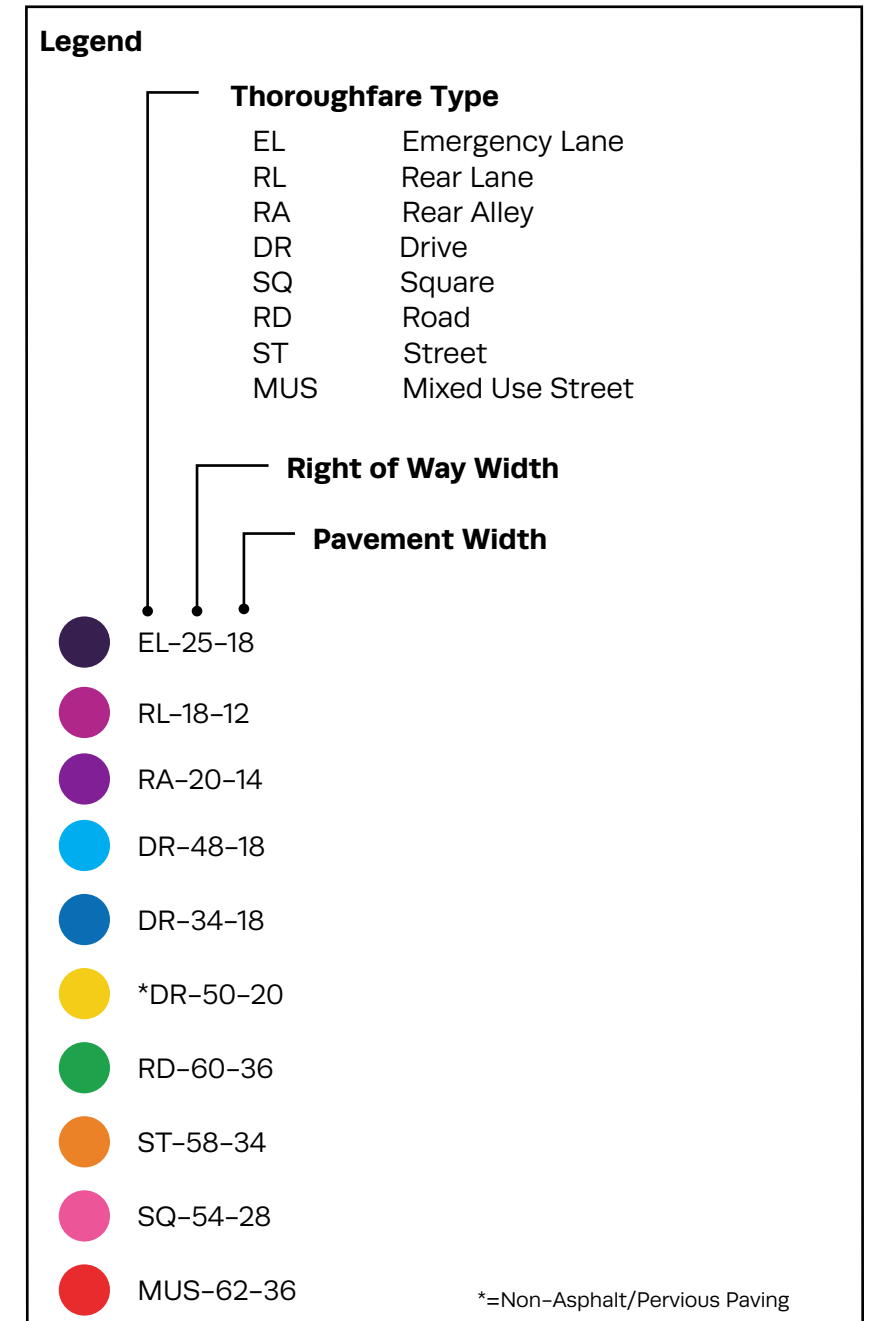 Legend
Thoroughfare Type
EL Emergency Lane
RL Rear Lane
RA Rear Alley
DR Drive
SQ Square
RD Road
ST Street
MUS Mixed Use Street
Right of Way Width
Pavement Width
EL–25–18
RL–18–12
RA–20–14
DR–48–18
DR–34–18
*DR–50–20
RD–60–36
ST–58–34
SQ–54–28
MUS–62–36
*=Non–Asphalt/Pervious Paving